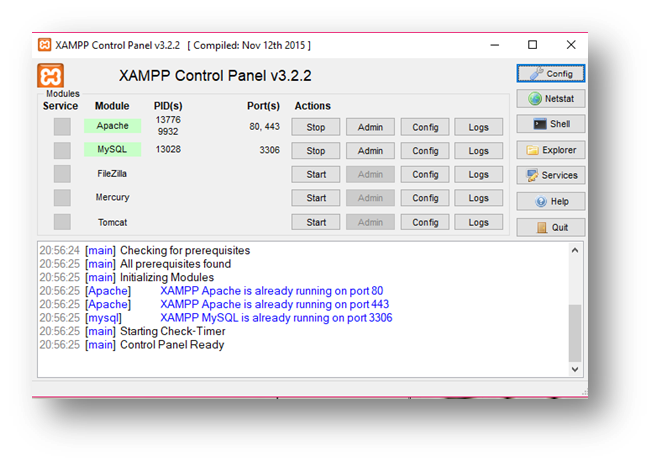 XAMPP Control Panel v3.2.2 [ Compiled: Nov 12th 2015 ]
XAMPP Control Panel v3.2.2
Config
Modules
Service Module PID(s) Port(s) Actions
Netstat
Apache 13776 9932 80, 443 Stop Admin Config Logs
Shell
MySQL 13028 3306 Stop Admin Config Logs
Explorer
FileZilla Start Admin Config Logs
Services
Mercury Start Admin Config Logs
Help
Tomcat Start Admin Config Logs
Quit
20:56:24 [main] Checking for prerequisites
20:56:25 [main] All prerequisites found
20:56:25 [main] Initializing Modules
20:56:25 [Apache] XAMPP Apache is already running on port 80
20:56:25 [Apache] XAMPP Apache is already running on port 443
20:56:25 [mysql] XAMPP MySQL is already running on port 3306
20:56:25 [main] Starting Check-Timer
20:56:25 [main] Control Panel Ready